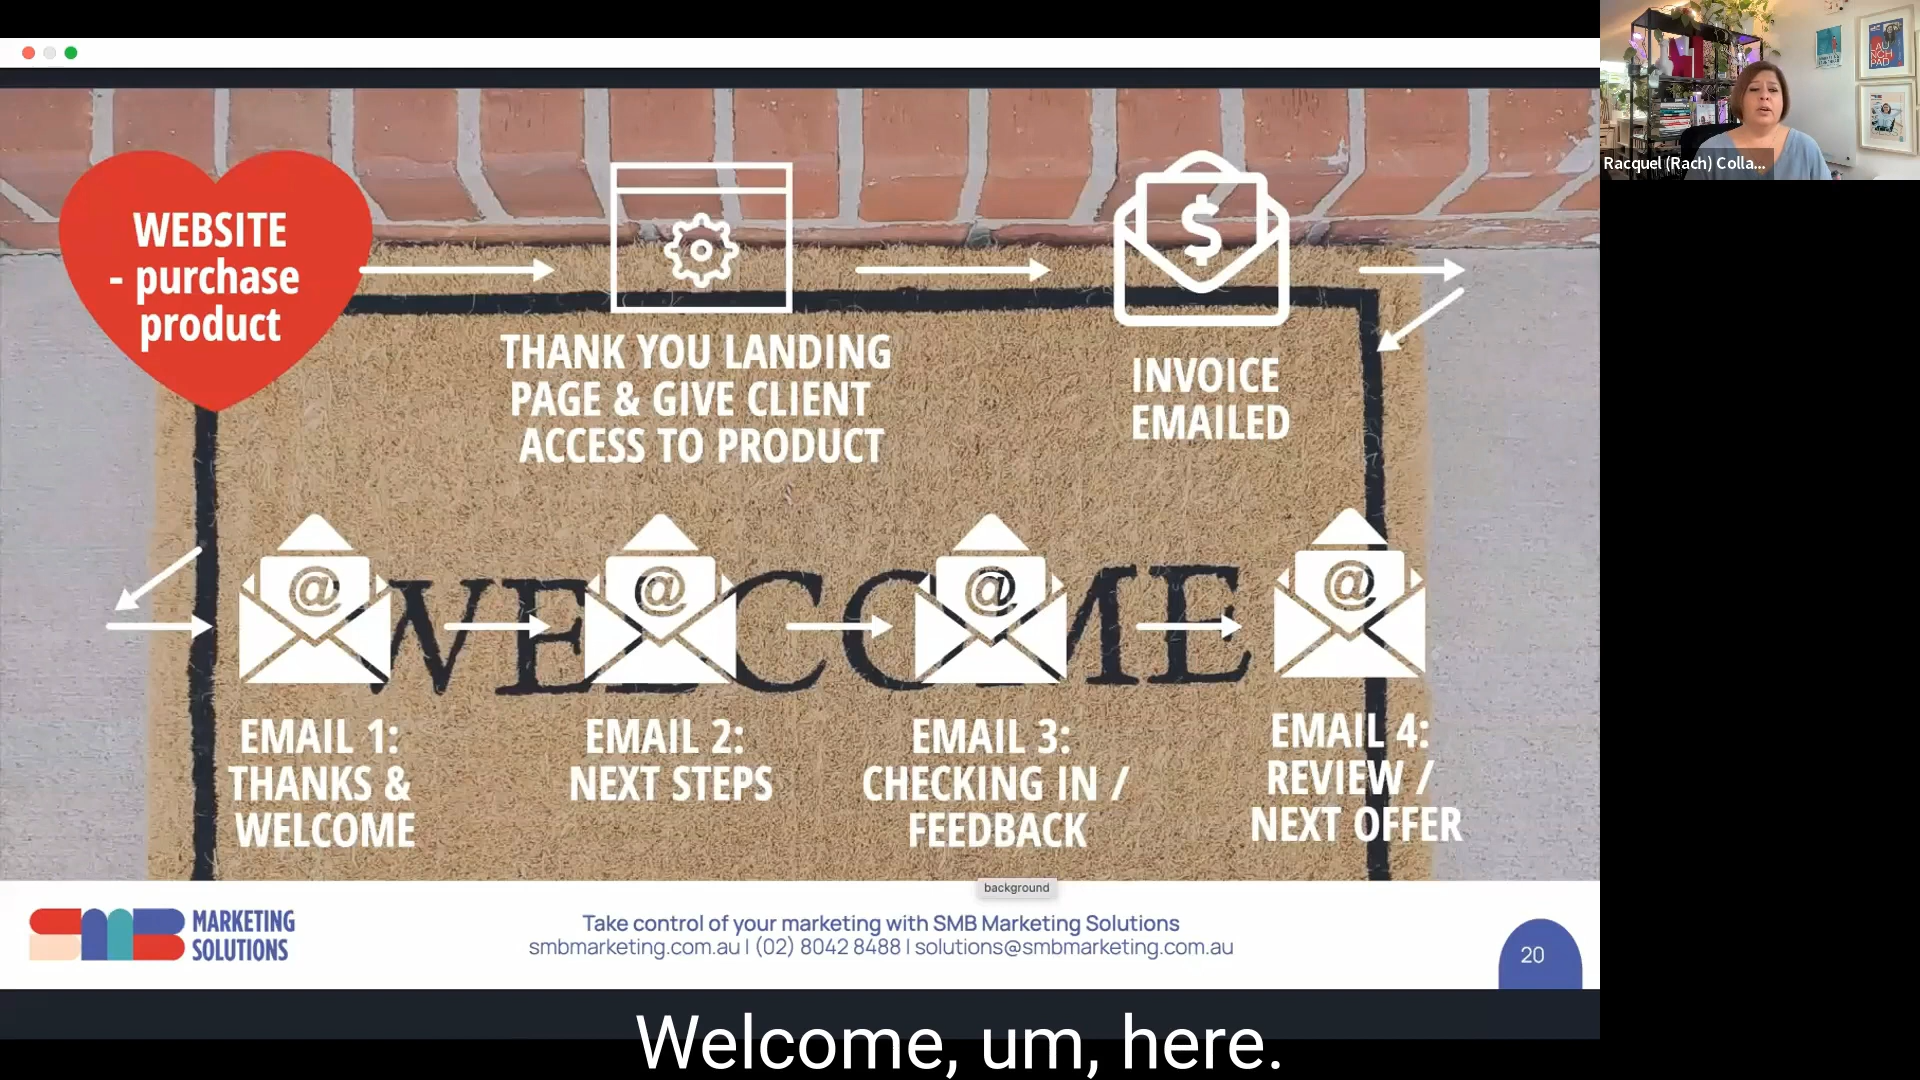 WEBSITE
- purchase
product
THANK YOU LANDING
PAGE & GIVE CLIENT
ACCESS TO PRODUCT
$
INVOICE
EMAILED
WELCOME
@
@
@
@
EMAIL 1:
THANKS &
WELCOME
EMAIL 2:
NEXT STEPS
EMAIL 3:
CHECKING IN /
FEEDBACK
EMAIL 4:
REVIEW /
NEXT OFFER
background
MARKETING
SOLUTIONS
Take control of your marketing with SMB Marketing Solutions
smbmarketing.com.au | (02) 8042 8488 | solutions@smbmarketing.com.au
20
Racquel (Rach) Colla...
LAU
NCH
PAD
Welcome, um, here.